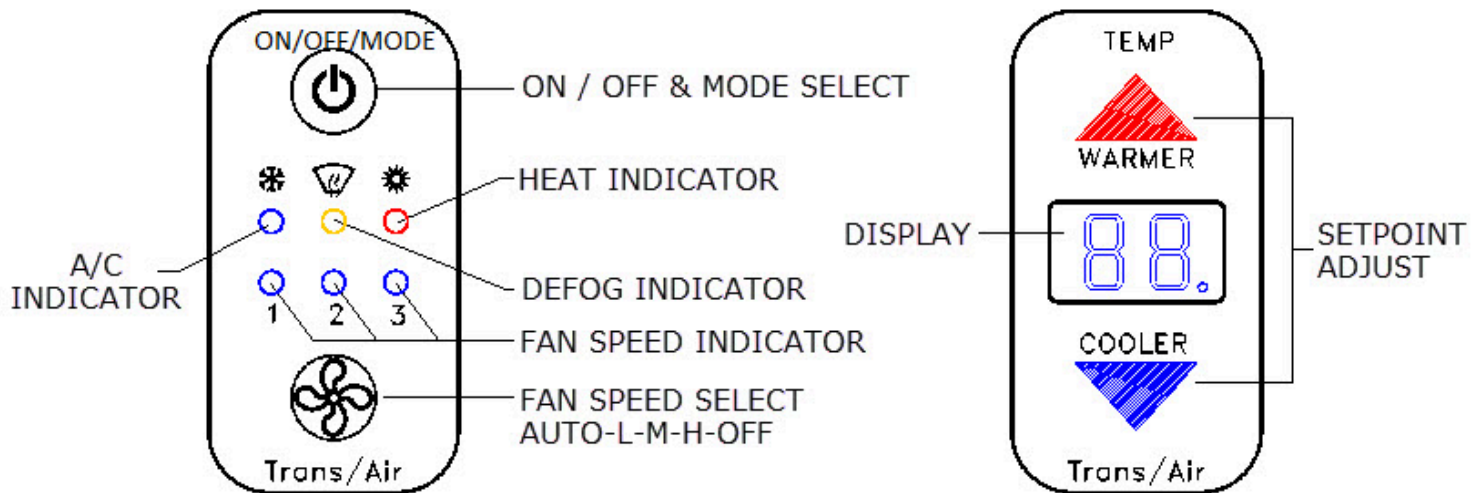 ON/OFF/MODE
ON / OFF & MODE SELECT
HEAT INDICATOR
A/C
INDICATOR
DEFOG INDICATOR
1 2 3
FAN SPEED INDICATOR
FAN SPEED SELECT
AUTO-L-M-H-OFF
Trans/Air
TEMP
WARMER
DISPLAY
88.
SETPOINT
ADJUST
COOLER
Trans/Air